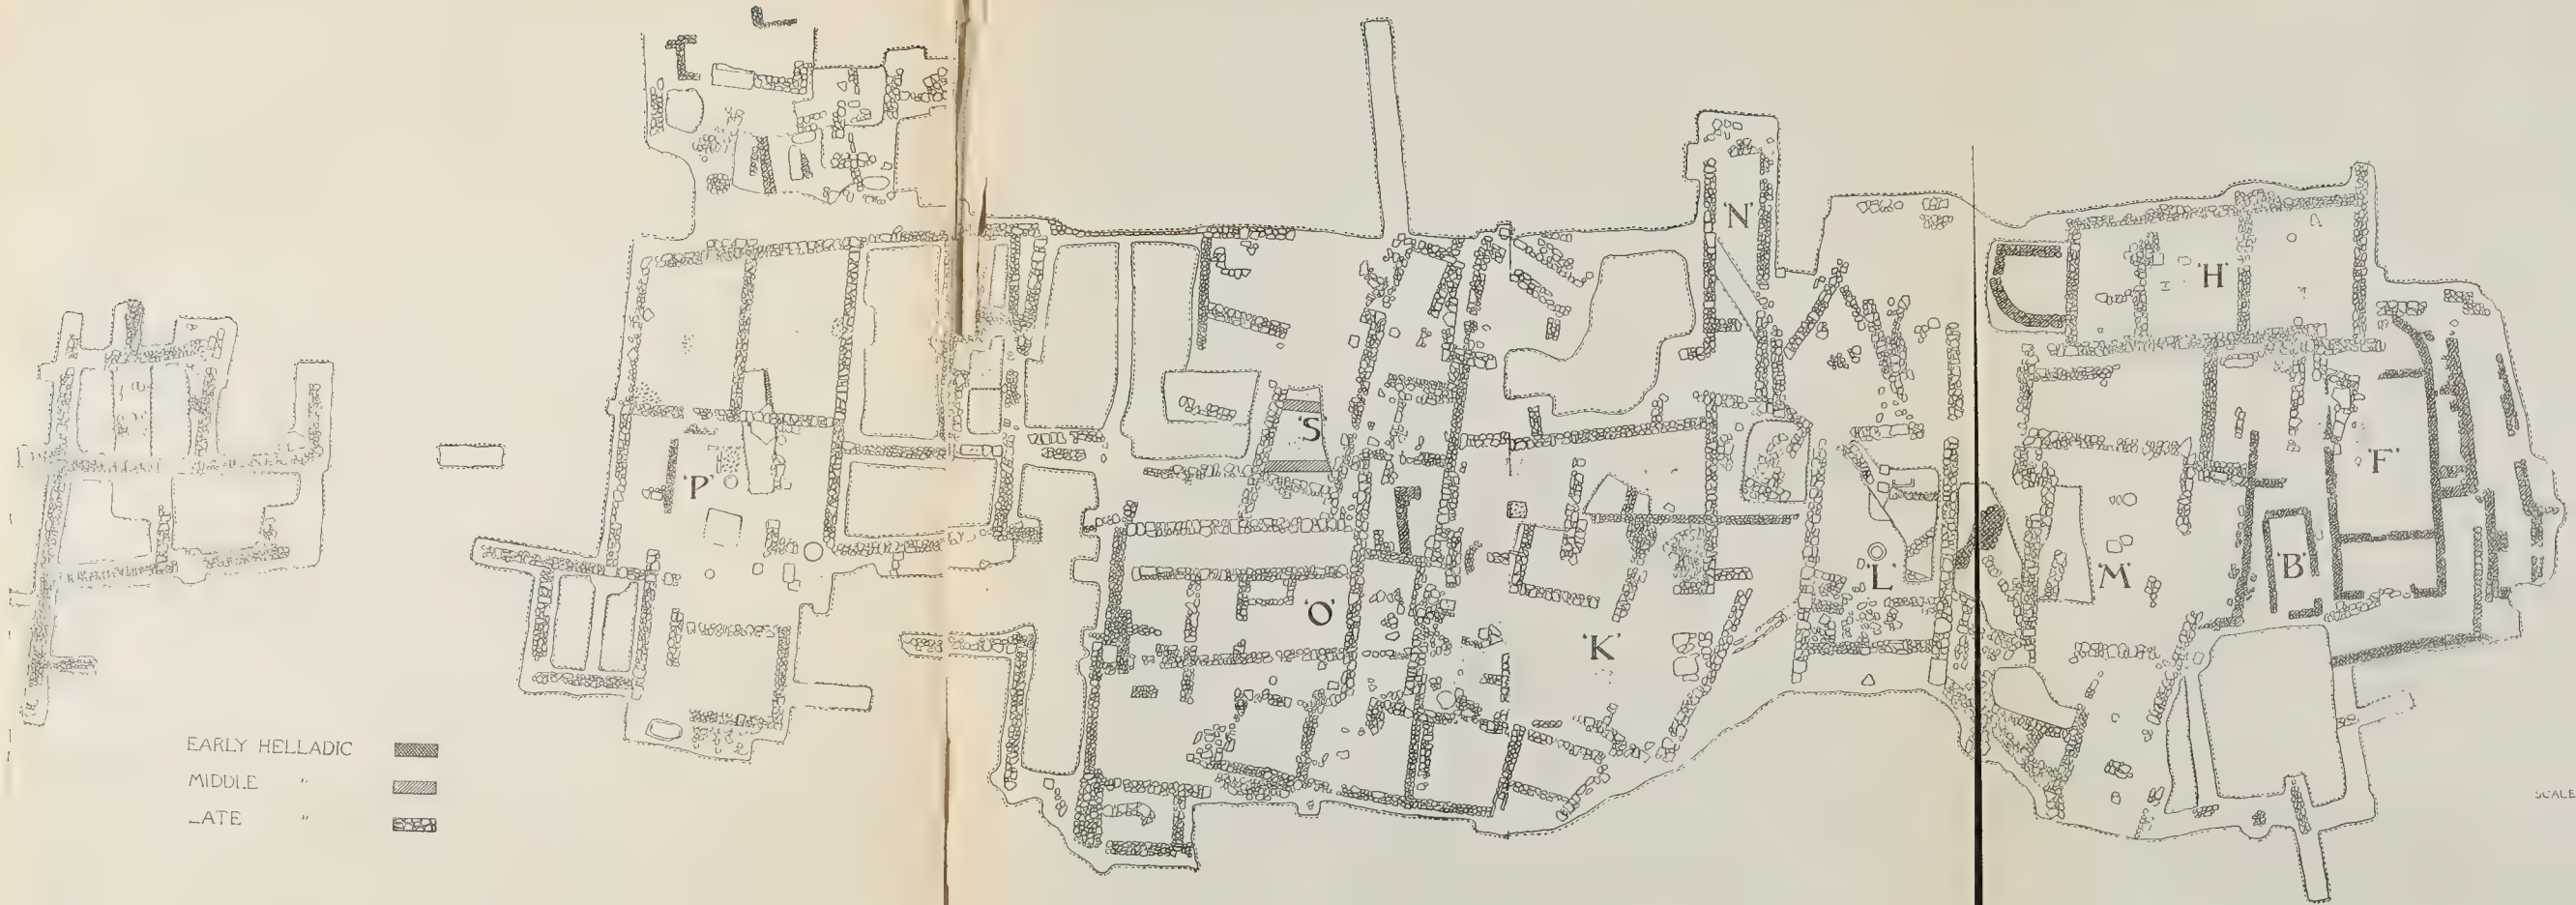 'N'
'H'
'S'
'P'
'F'
'L'
'M'
'B'
'O'
'K'
EARLY HELLADIC
MIDDLE "
LATE "
SCALE